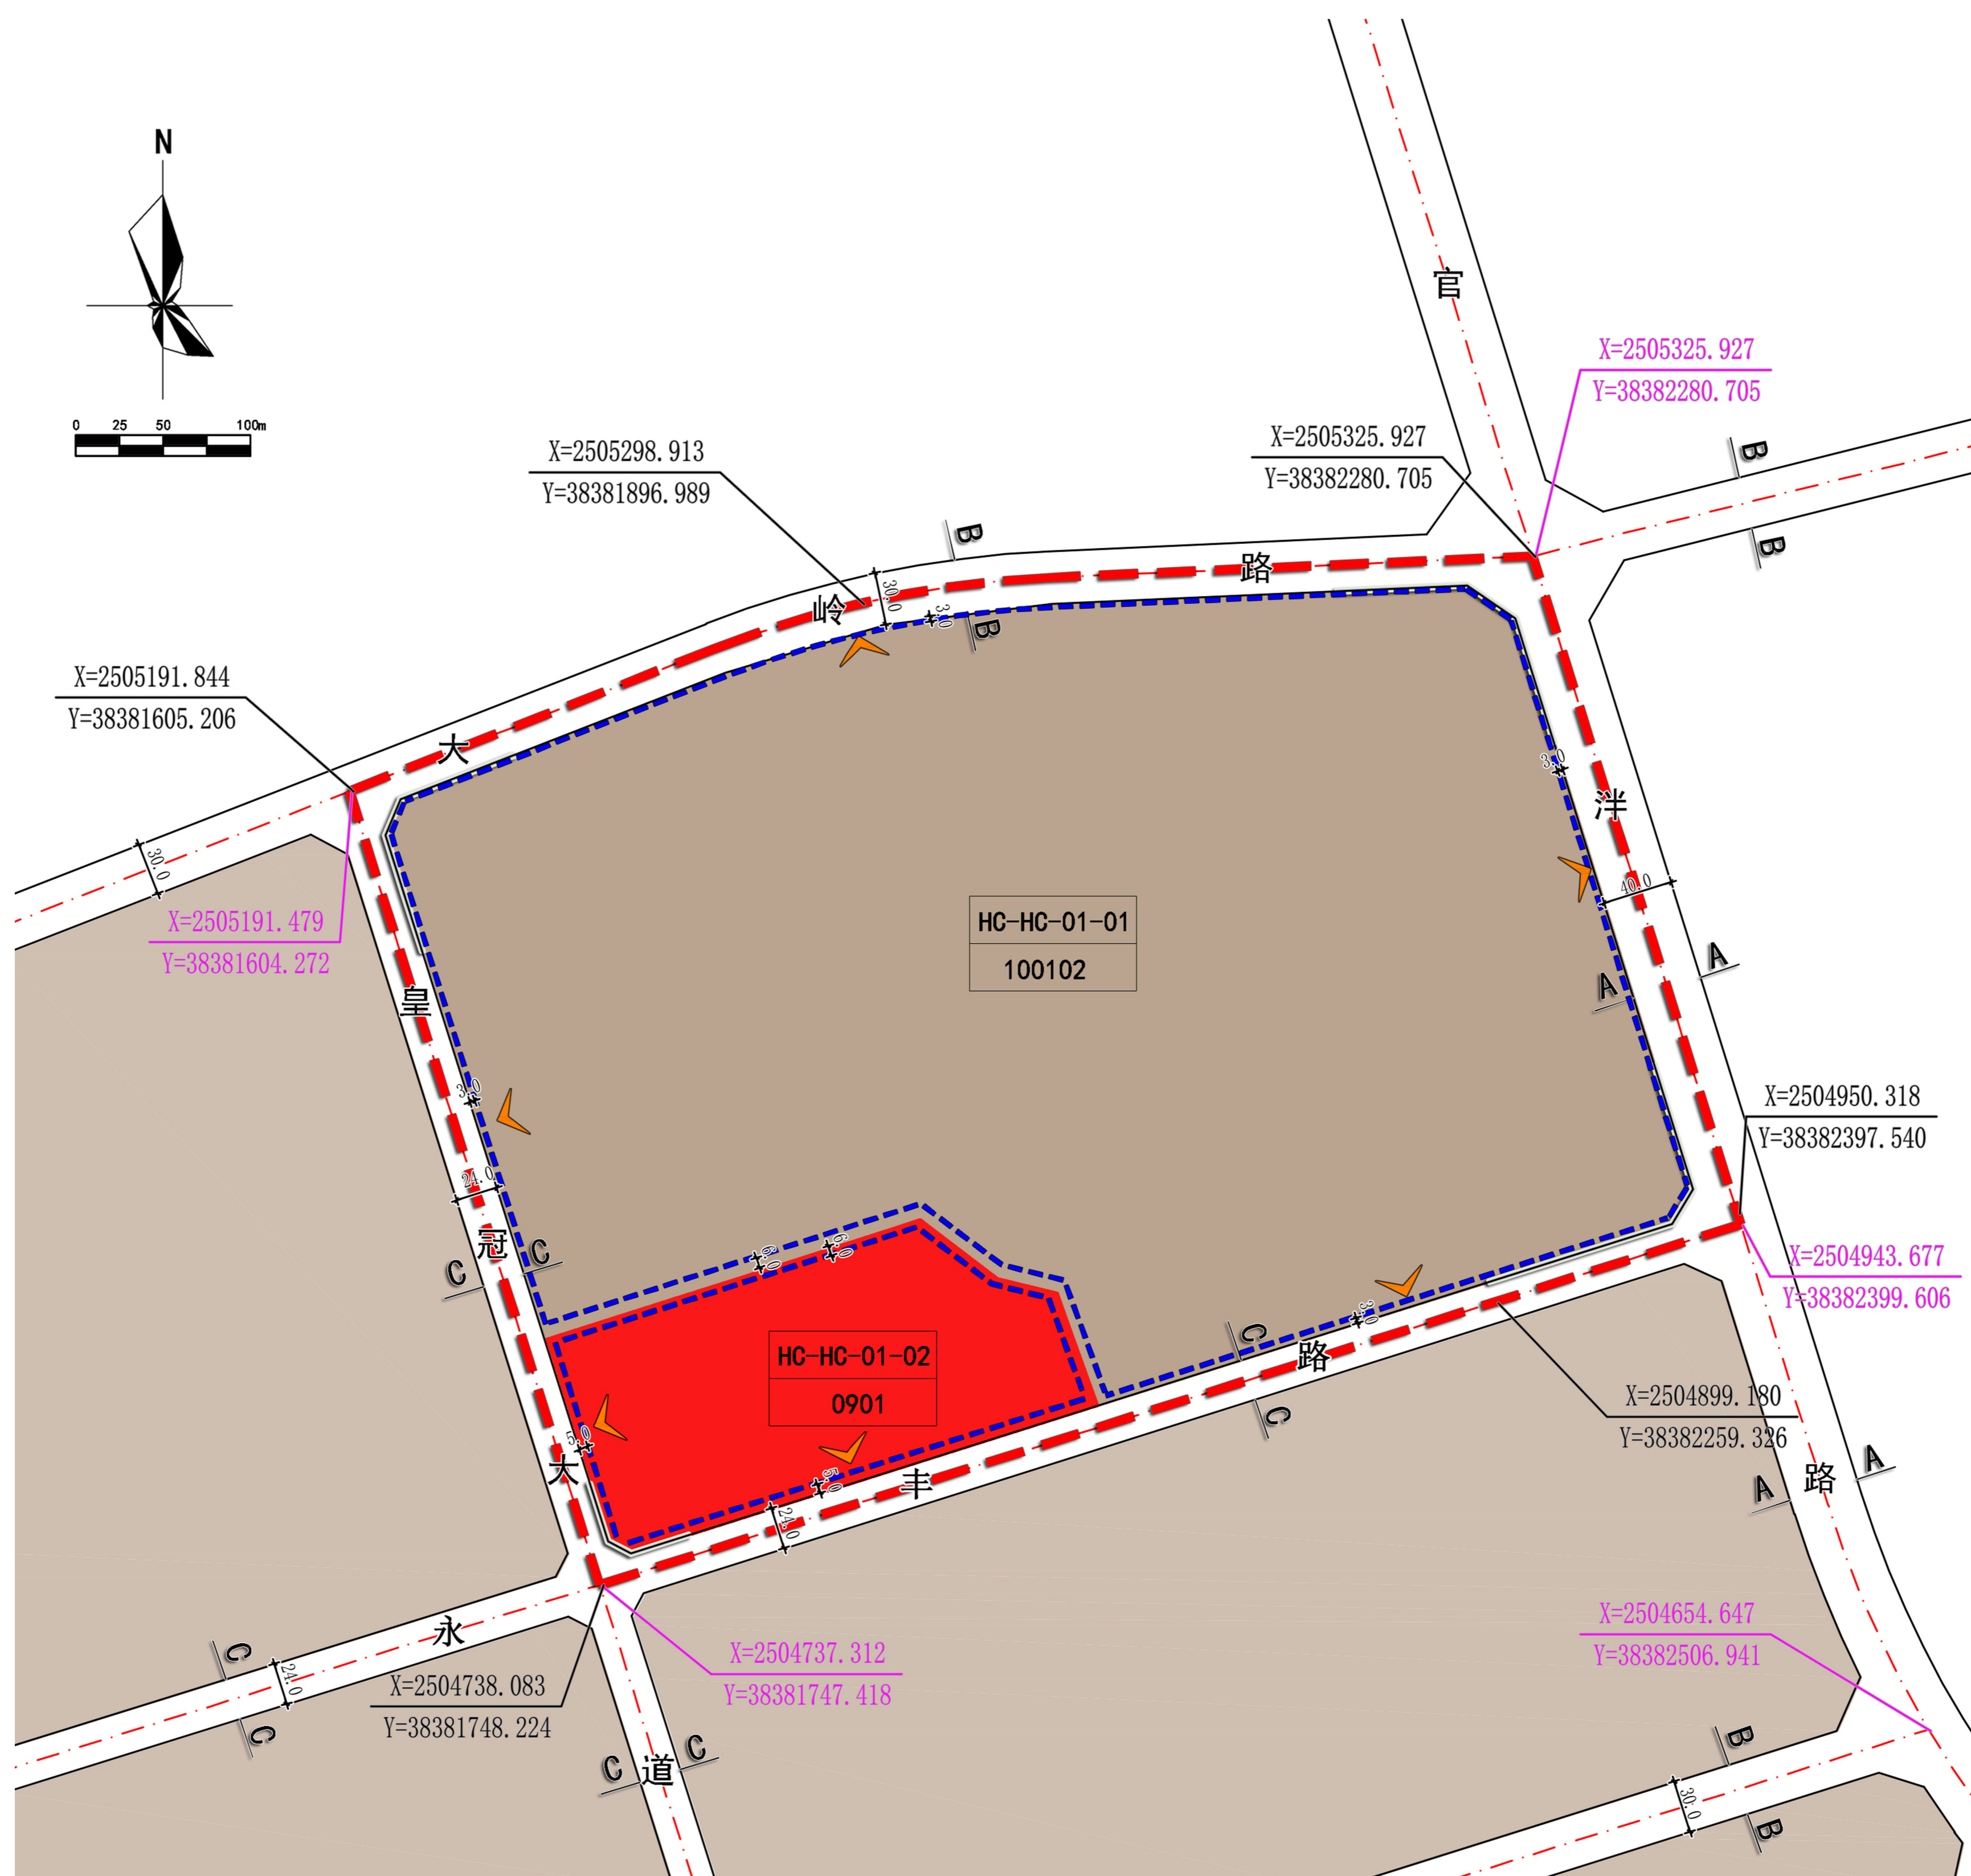 N
0 25 50 100m
官
X=2505325.927
Y=38382280.705
X=2505325.927
Y=38382280.705
X=2505298.913
Y=38381896.989
B
B
B
B
30.0
3.0
路
岭
大
X=2505191.844
Y=38381605.206
30.0
X=2505191.479
Y=38381604.272
3.0
泮
40.0
A
A
HC-HC-01-01
100102
皇
3.0
24.0
冠
C
C
X=2504950.318
Y=38382397.540
X=2504943.677
Y=38382399.606
6.0
6.0
3.0
C
C
路
HC-HC-01-02
0901
X=2504899.180
Y=38382259.326
5.0
大
5.0
丰
24.0
A
A
路
永
C
C
24.0
X=2504738.083
Y=38381748.224
X=2504737.312
Y=38381747.418
X=2504654.647
Y=38382506.941
C
C
道
B
B
30.0